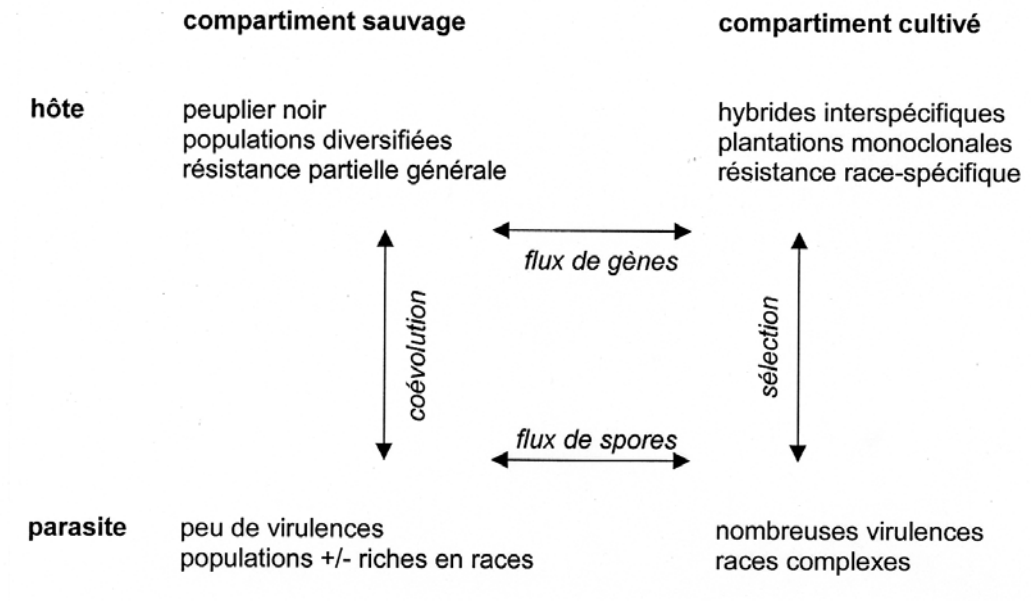 compartiment sauvage
compartiment cultivé
hôte
peuplier noir
populations diversifiées
résistance partielle générale
hybrides interspécifiques
plantations monoclonales
résistance race-spécifique
flux de gènes
coévolution
sélection
flux de spores
parasite
peu de virulences
populations +/- riches en races
nombreuses virulences
races complexes